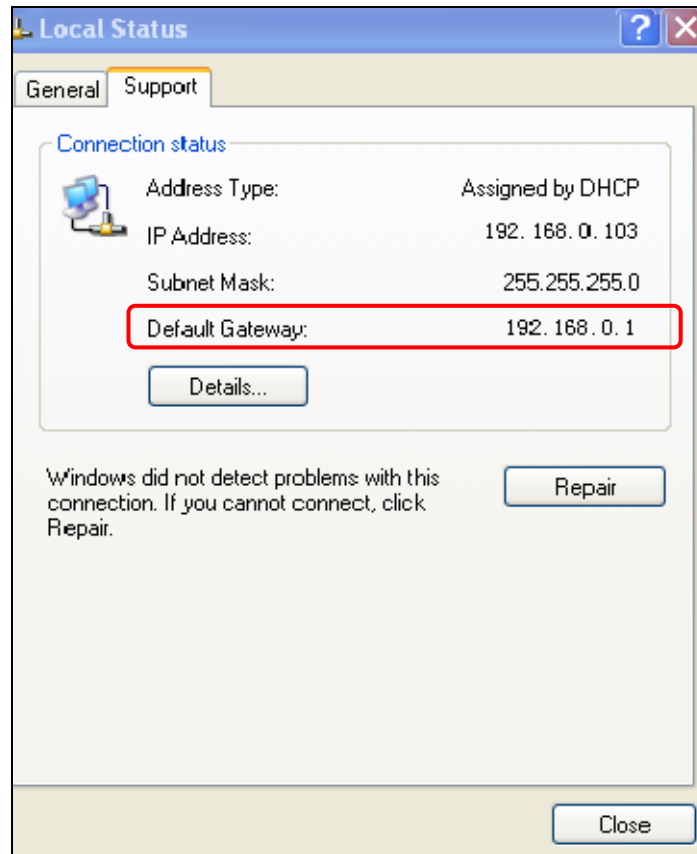 Local Status
General
Support
Connection status
Address Type: Assigned by DHCP
IP Address: 192. 168. 0. 103
Subnet Mask: 255.255.255.0
Default Gateway: 192. 168. 0. 1
Details...
Windows did not detect problems with this
connection. If you cannot connect, click
Repair.
Repair
Close